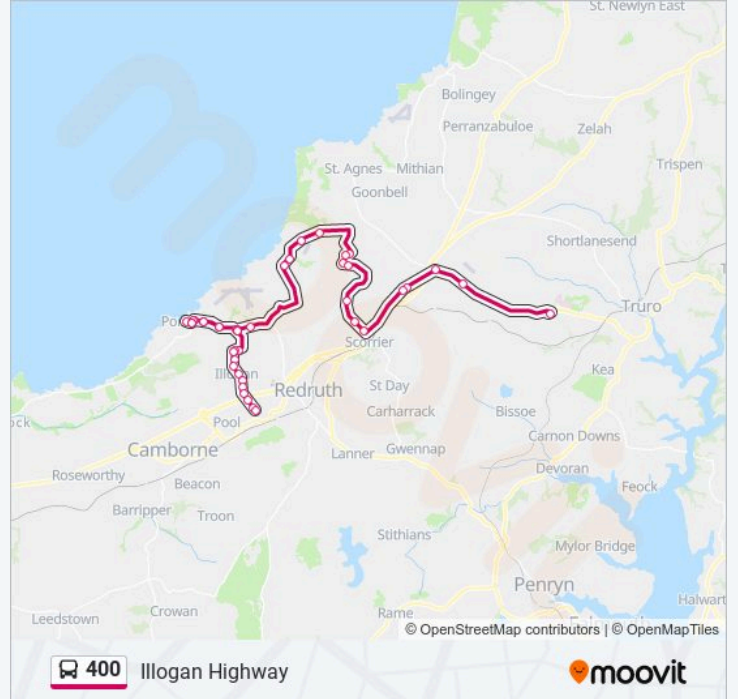 St. Newlyn East
Bolingey
Perranzabuloe
Zelah
Trispen
St. Agnes
Mithian
Goonbell
Shortlanesend
Truro
Scorrier
Illogan
Redruth
St Day
Kea
Carharrack
Bissoe
Pool
Carnon Downs
Camborne
Lanner
Gwennap
Devoran
Roseworthy
Beacon
Feock
Barripper
Troon
Stithians
Mylor Bridge
Penryn
Leedstown
Crowan
Rame
Halwart
© OpenStreetMap contributors | © OpenMapTiles
400 Illogan Highway
moovit